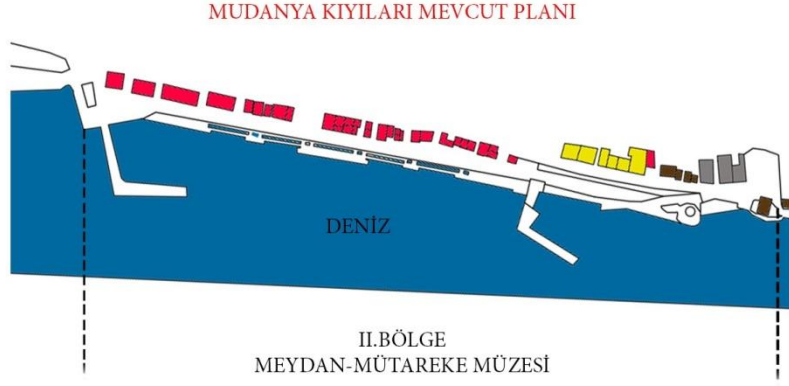 MUDANYA KIYILARI MEVCUT PLANI
DENİZ
II.BÖLGE
MEYDAN-MÜTAREKE MÜZESİ